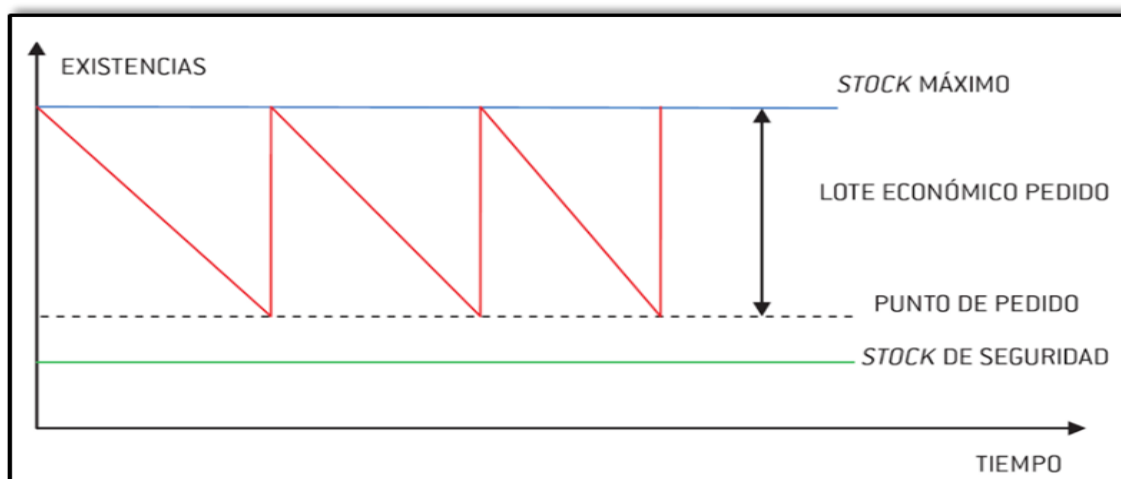 EXISTENCIAS
STOCK MÁXIMO
LOTE ECONÓMICO PEDIDO
PUNTO DE PEDIDO
STOCK DE SEGURIDAD
TIEMPO